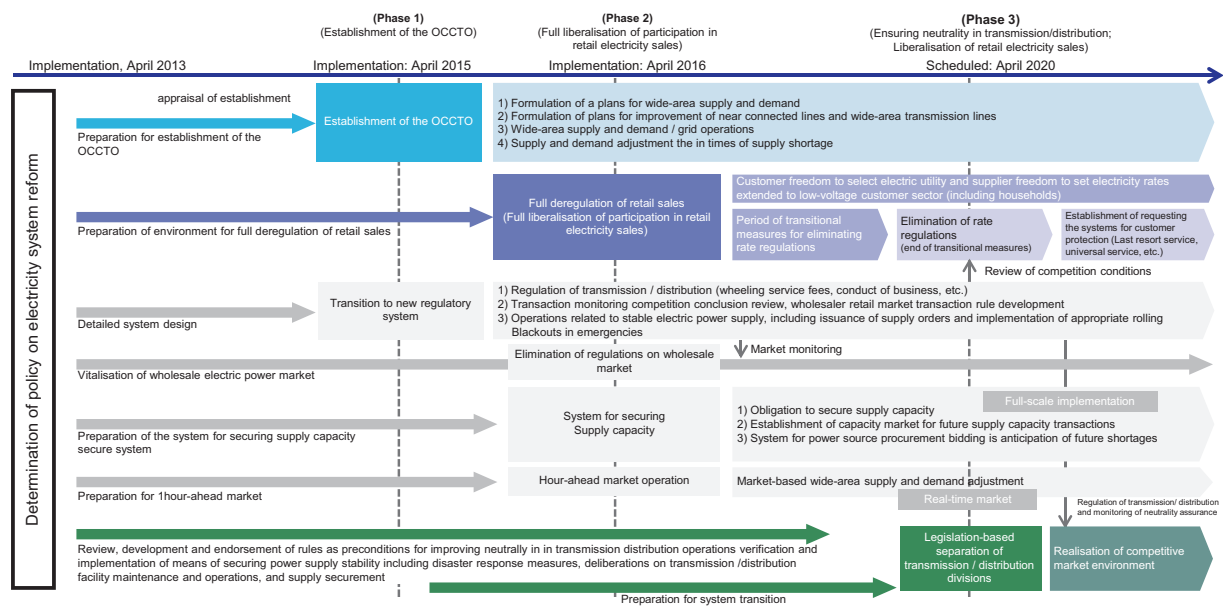 (Phase 1)
(Establishment of the OCCTO)
(Phase 2)
(Full liberalisation of participation in
retail electricity sales)
(Phase 3)
(Ensuring neutrality in transmission/distribution;
Liberalisation of retail electricity sales)
Implementation, April 2013
Implementation: April 2015
Implementation: April 2016
Scheduled: April 2020
Determination of policy on electricity system reform
appraisal of establishment
Preparation for establishment of the
OCCTO
Establishment of the OCCTO
1) Formulation of a plans for wide-area supply and demand
2) Formulation of plans for improvement of near connected lines and wide-area transmission lines
3) Wide-area supply and demand / grid operations
4) Supply and demand adjustment the in times of supply shortage
Preparation of environment for full deregulation of retail sales
Full deregulation of retail sales
(Full liberalisation of participation in retail
electricity sales)
Customer freedom to select electric utility and supplier freedom to set electricity rates
extended to low-voltage customer sector (including households)
Period of transitional
measures for eliminating
rate regulations
Elimination of rate
regulations
(end of transitional measures)
Establishment of requesting
the systems for customer
protection (Last resort service,
universal service, etc.)
Review of competition conditions
Detailed system design
Transition to new regulatory
system
1) Regulation of transmission / distribution (wheeling service fees, conduct of business, etc.)
2) Transaction monitoring competition conclusion review, wholesaler retail market transaction rule development
3) Operations related to stable electric power supply, including issuance of supply orders and implementation of appropriate rolling
Blackouts in emergencies
Market monitoring
Vitalisation of wholesale electric power market
Elimination of regulations on wholesale
market
Full-scale implementation
Preparation of the system for securing supply capacity
secure system
System for securing
Supply capacity
1) Obligation to secure supply capacity
2) Establishment of capacity market for future supply capacity transactions
3) System for power source procurement bidding is anticipation of future shortages
Preparation for 1hour-ahead market
Hour-ahead market operation
Market-based wide-area supply and demand adjustment
Real-time market
Regulation of transmission/ distribution
and monitoring of neutrality assurance
Review, development and endorsement of rules as preconditions for improving neutrally in in transmission distribution operations verification and
implementation of means of securing power supply stability including disaster response measures, deliberations on transmission /distribution
facility maintenance and operations, and supply securement
Legislation-based
separation of
transmission / distribution
divisions
Realisation of competitive
market environment
Preparation for system transition